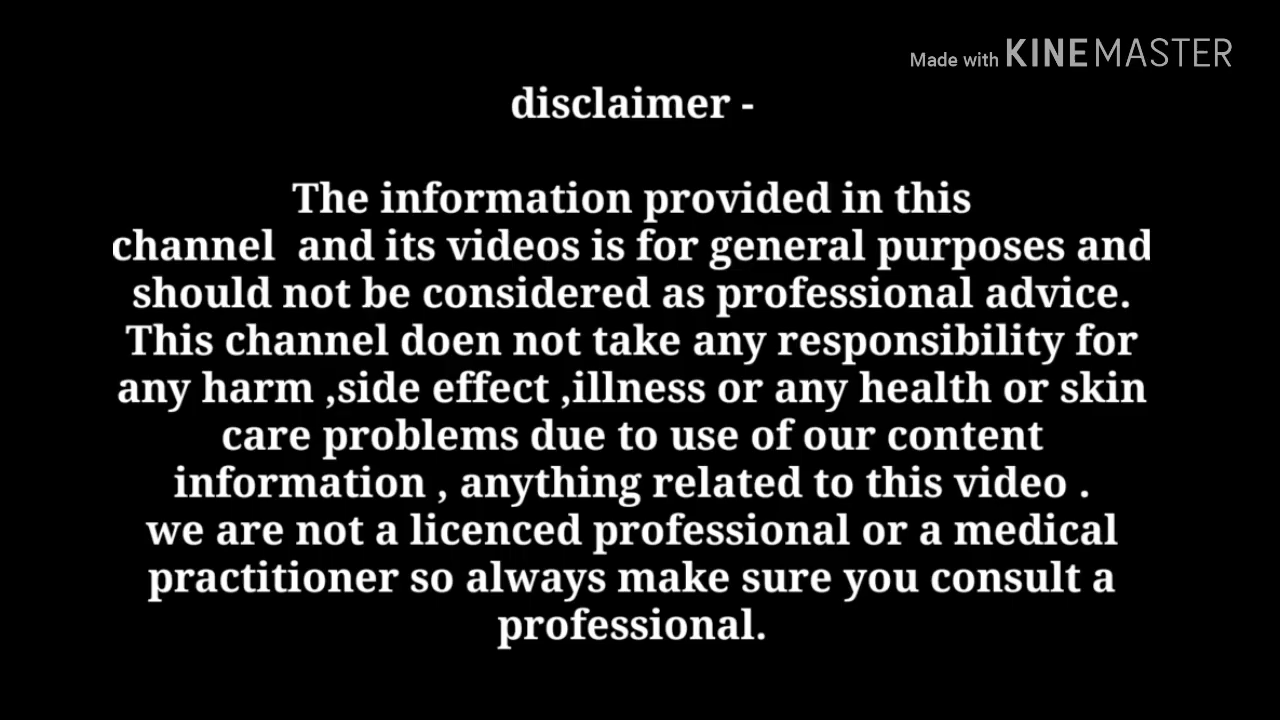 Made with KINEMASTER
disclaimer -
The information provided in this
channel  and its videos is for general purposes and
should not be considered as professional advice.
This channel doen not take any responsibility for
any harm ,side effect ,illness or any health or skin
care problems due to use of our content
information , anything related to this video .
we are not a licenced professional or a medical
practitioner so always make sure you consult a
professional.